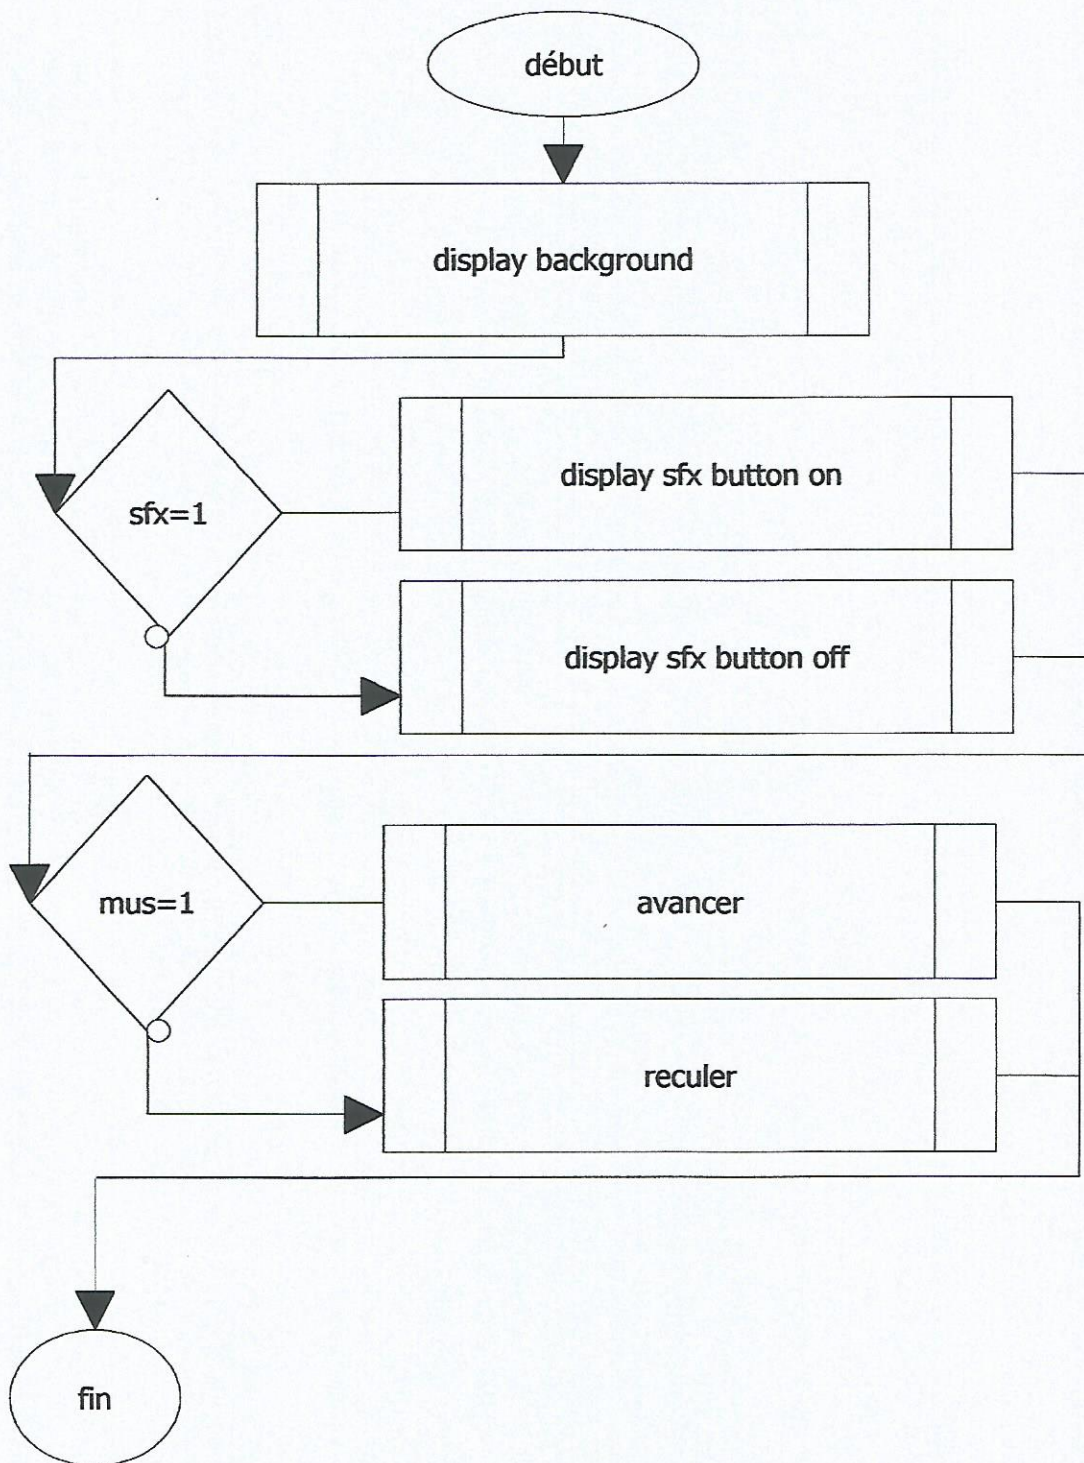 début
display background
display sfx button on
sfx=1
display sfx button off
mus=1
avancer
reculer
fin